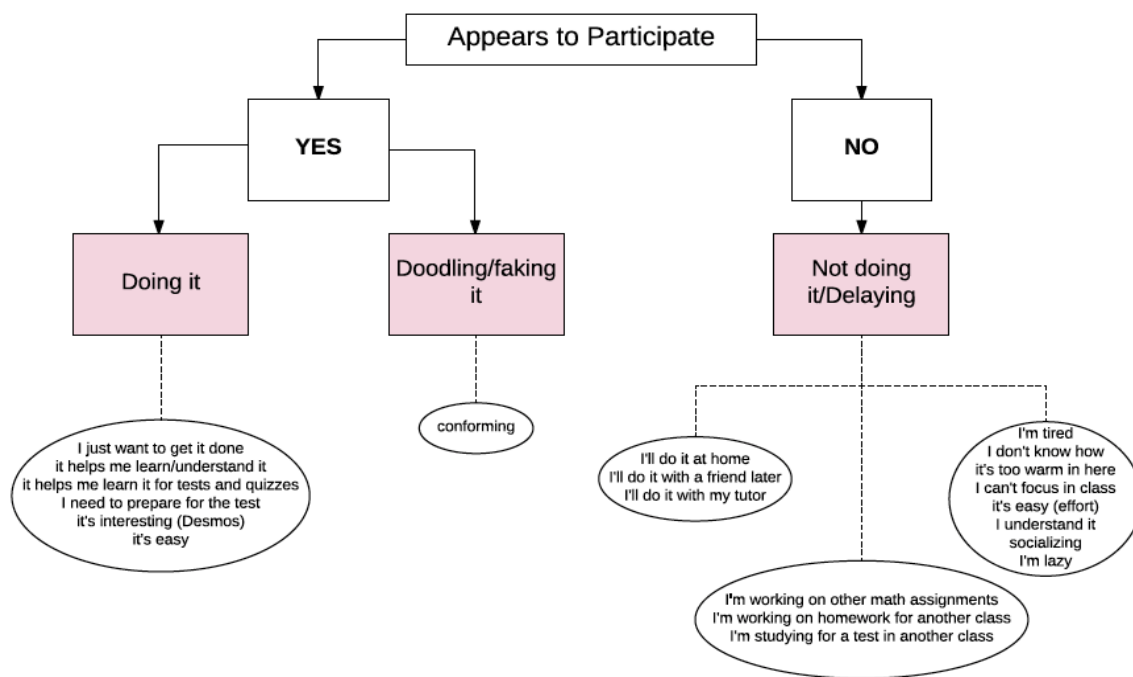 Appears to Participate
YES
NO
Doing it
Doodling/faking
it
Not doing
it/Delaying
I just want to get it done
it helps me learn/understand it
it helps me learn it for tests and quizzes
I need to prepare for the test
it's interesting (Desmos)
it's easy
conforming
I'll do it at home
I'll do it with a friend later
I'll do it with my tutor
I'm tired
I don't know how
it's too warm in here
I can't focus in class
it's easy (effort)
I understand it
socializing
I'm lazy
I'm working on other math assignments
I'm working on homework for another class
I'm studying for a test in another class